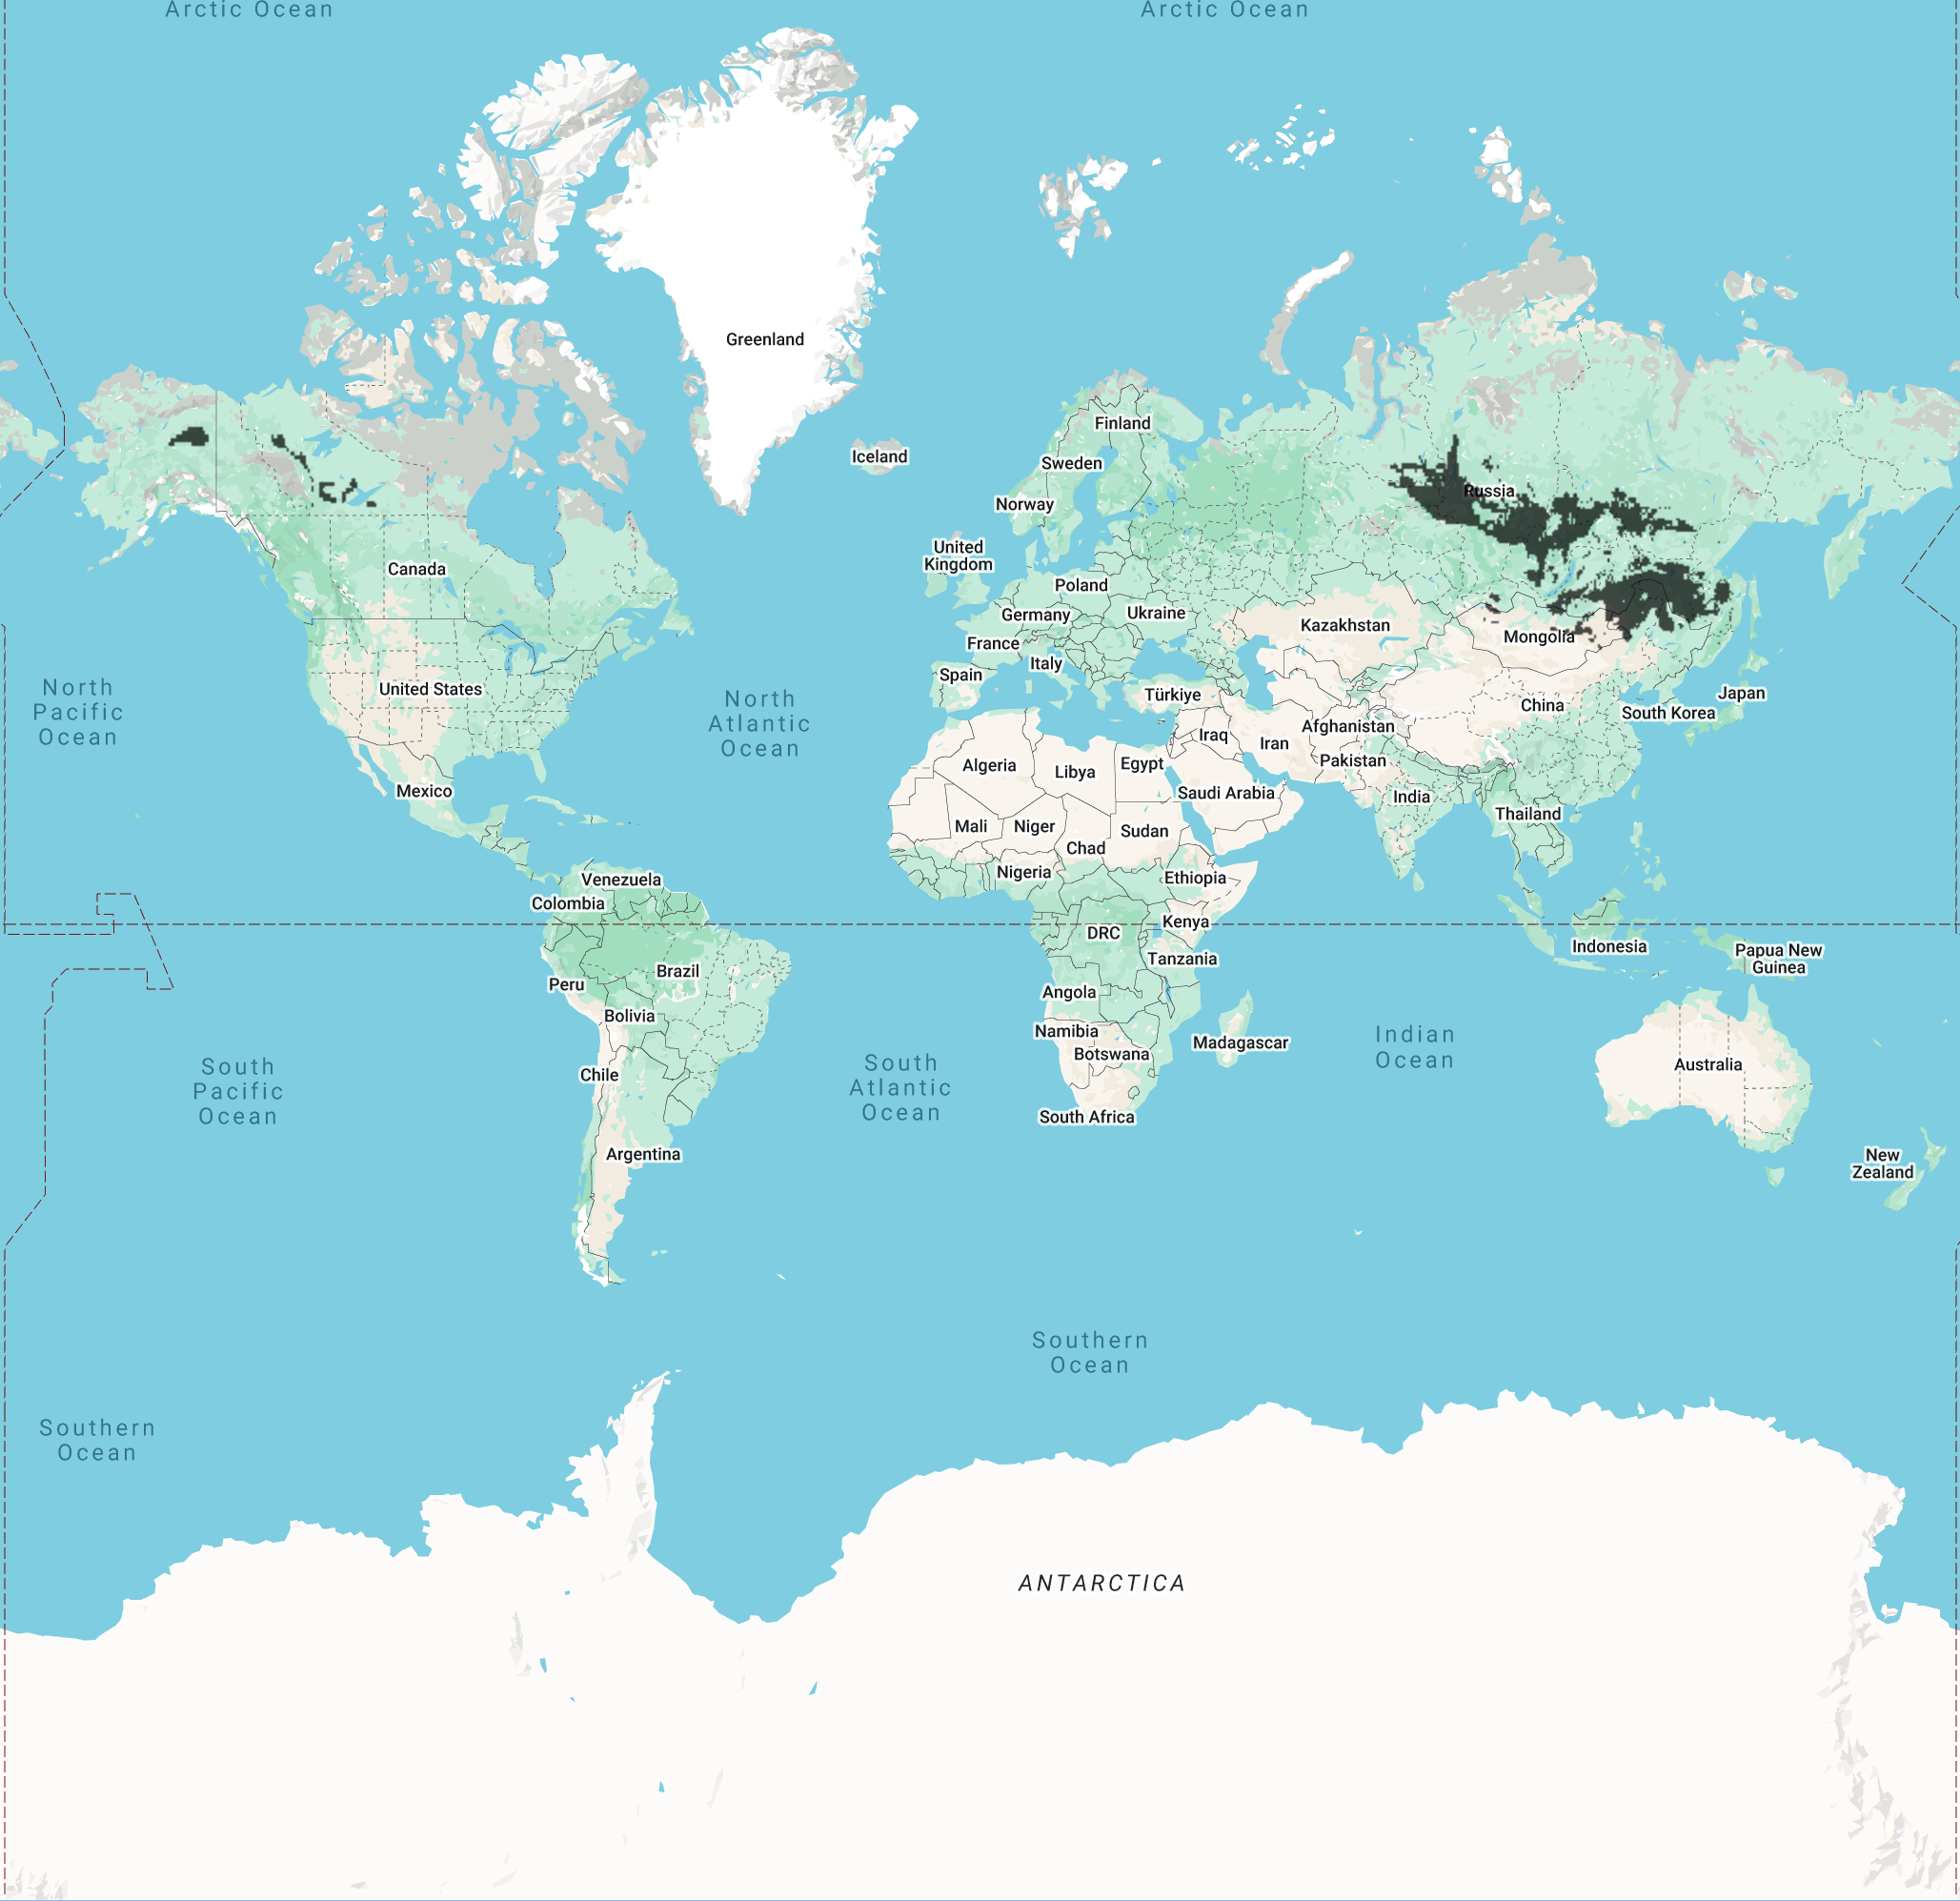 Arctic Ocean
Arctic Ocean
Greenland
Finland
Iceland
Sweden
Russia
Norway
United
Kingdom
Canada
Poland
Germany
Ukraine
Kazakhstan
Mongolia
France
Italy
Spain
United States
Türkiye
Japan
North
Pacific
Ocean
North
Atlantic
Ocean
China
South Korea
Afghanistan
Iraq
Iran
Pakistan
Algeria
Libya
Egypt
Saudi Arabia
Mexico
India
Thailand
Mali
Niger
Sudan
Chad
Nigeria
Ethiopia
Venezuela
Colombia
Kenya
DRC
Indonesia
Papua New
Guinea
Tanzania
Brazil
Peru
Angola
Bolivia
Namibia
Botswana
Madagascar
Indian
Ocean
Australia
South
Pacific
Ocean
Chile
South
Atlantic
Ocean
South Africa
Argentina
New
Zealand
Southern
Ocean
Southern
Ocean
ANTARCTICA